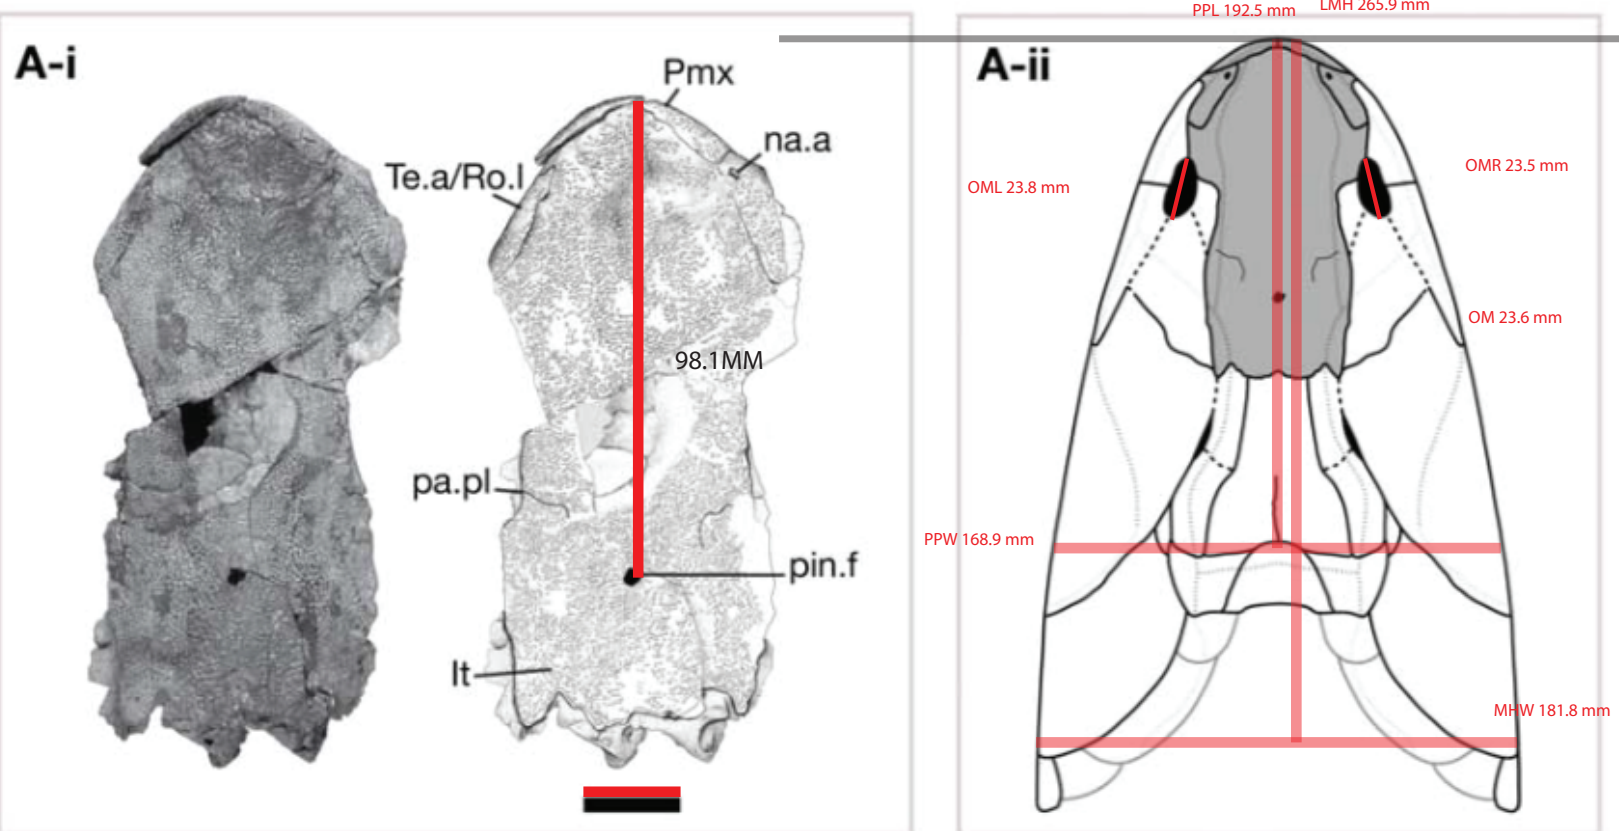 PPL 192.5 mm
LMH 265.9 mm
A-i
Pmx
na.a
Te.a/Ro.l
98.1MM
pa.pl
pin.f
lt
A-ii
OML 23.8 mm
OMR 23.5 mm
OM 23.6 mm
PPW 168.9 mm
MHW 181.8 mm